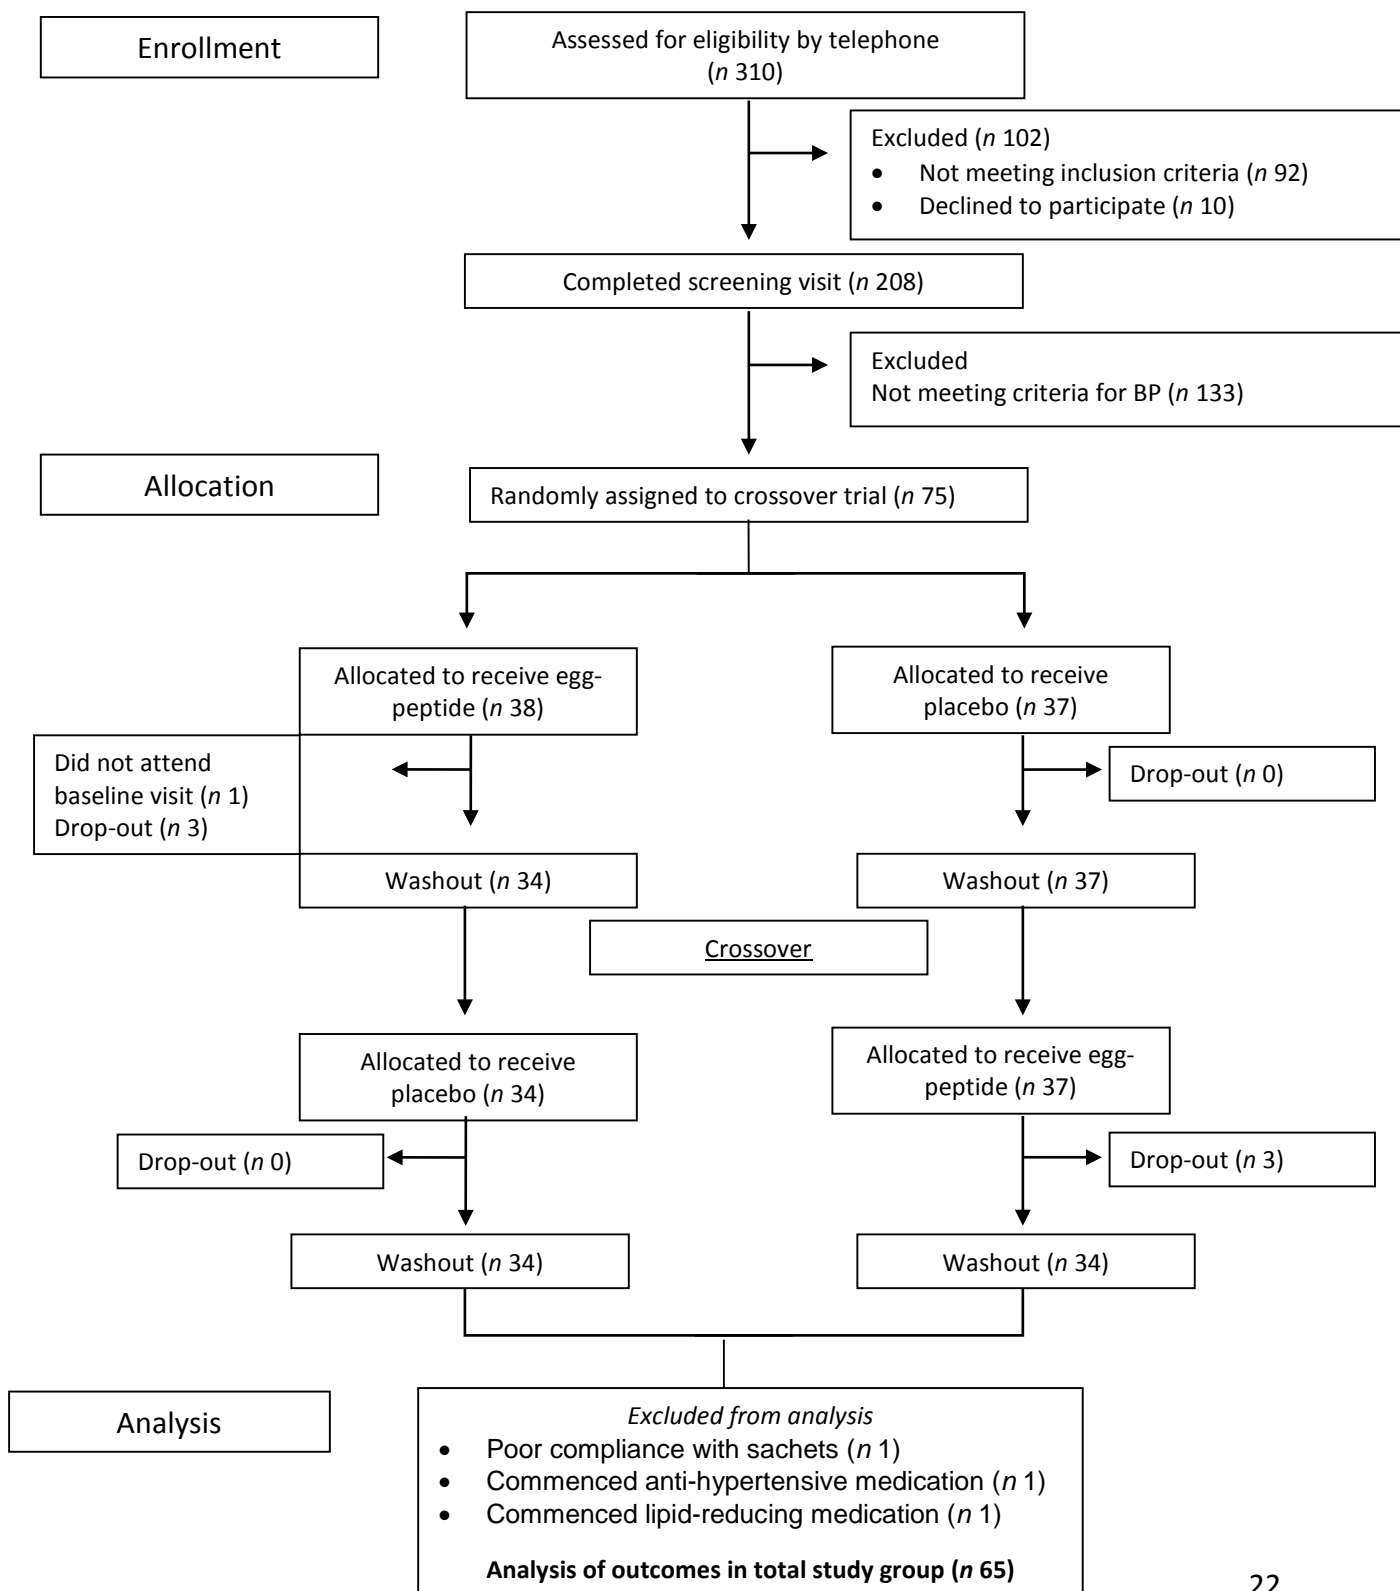 Enrollment
Assessed for eligibility by telephone
(n 310)
Excluded (n 102)
• Not meeting inclusion criteria (n 92)
• Declined to participate (n 10)
Completed screening visit (n 208)
Excluded
Not meeting criteria for BP (n 133)
Allocation
Randomly assigned to crossover trial (n 75)
Allocated to receive egg-
peptide (n 38)
Allocated to receive
placebo (n 37)
Did not attend
baseline visit (n 1)
Drop-out (n 3)
Drop-out (n 0)
Washout (n 34)
Washout (n 37)
Crossover
Allocated to receive
placebo (n 34)
Allocated to receive egg-
peptide (n 37)
Drop-out (n 0)
Drop-out (n 3)
Washout (n 34)
Washout (n 34)
Analysis
Excluded from analysis
• Poor compliance with sachets (n 1)
• Commenced anti-hypertensive medication (n 1)
• Commenced lipid-reducing medication (n 1)
Analysis of outcomes in total study group (n 65)
22